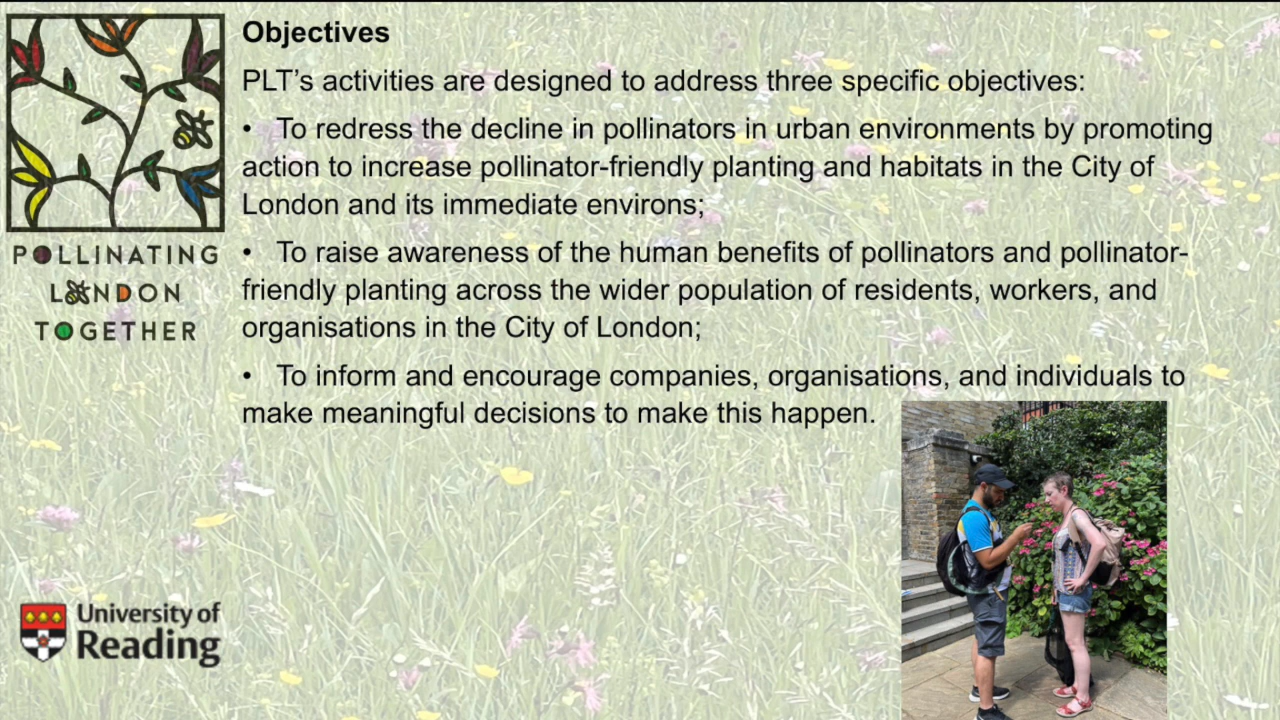 Objectives
PLT’s activities are designed to address three specific objectives:
• To redress the decline in pollinators in urban environments by promoting
action to increase pollinator-friendly planting and habitats in the City of
London and its immediate environs;
• To raise awareness of the human benefits of pollinators and pollinator-
friendly planting across the wider population of residents, workers, and
organisations in the City of London;
• To inform and encourage companies, organisations, and individuals to
make meaningful decisions to make this happen.
POLLINATING
LONDON
TOGETHER
University of
Reading